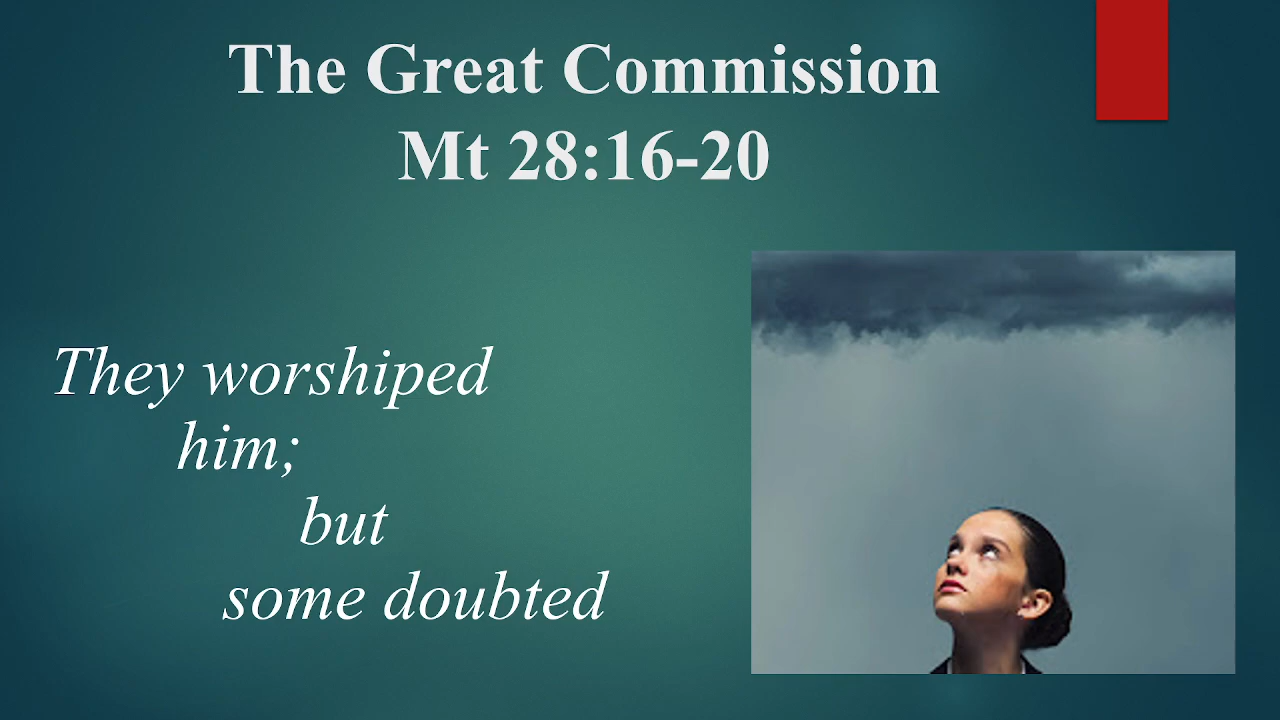 The Great Commission
Mt 28:16-20
They worshiped
him;
but
some doubted